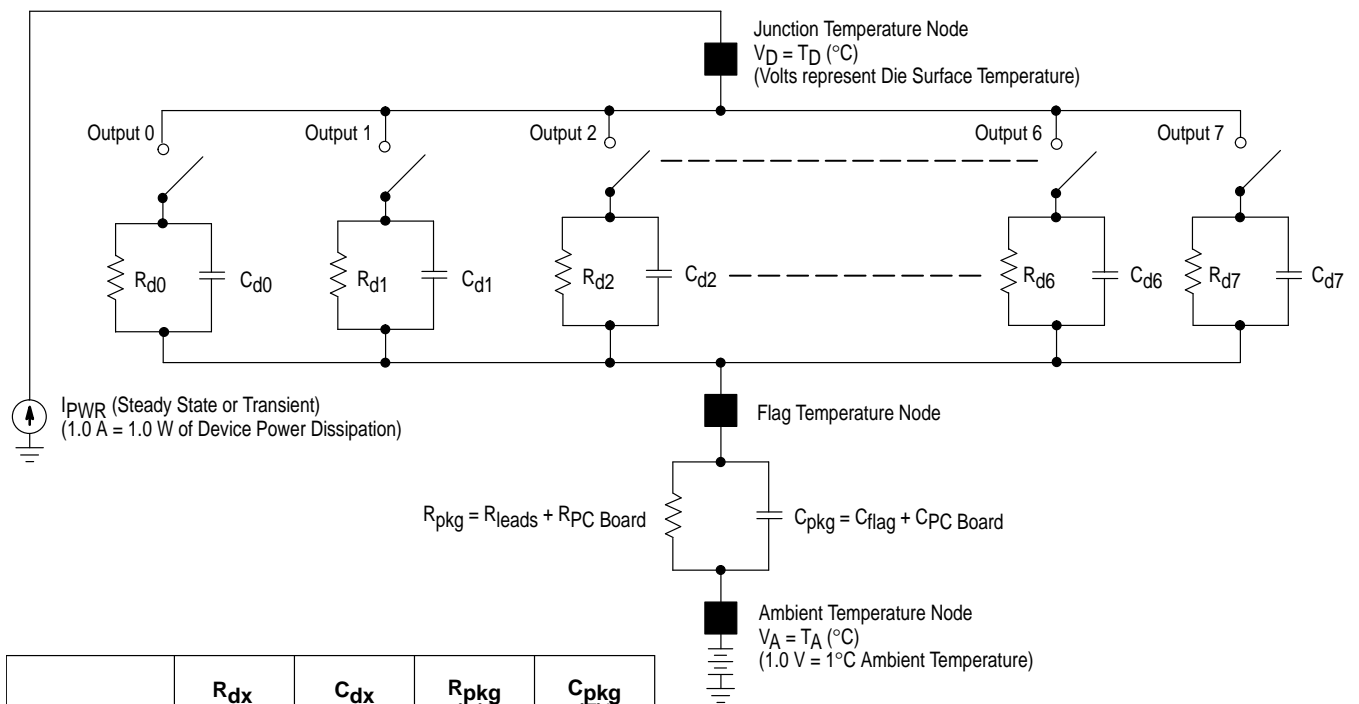 Junction Temperature Node
VD = TD (°C)
(Volts represent Die Surface Temperature)
Output 0
Output 1
Output 2
Output 6
Output 7
Rd0
Cd0
Rd1
Cd1
Rd2
Cd2
Rd6
Cd6
Rd7
Cd7
IPWR (Steady State or Transient)
(1.0 A = 1.0 W of Device Power Dissipation)
Flag Temperature Node
Rpkg = Rleads + RPC Board
Cpkg = Cflag + CPC Board
Ambient Temperature Node
VA = TA (°C)
(1.0 V = 1°C Ambient Temperature)
Rdx Cdx Rpkg Cpkg